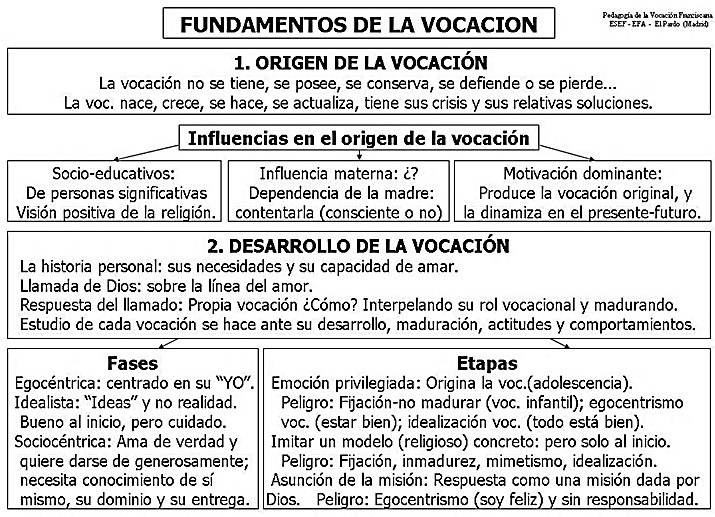 FUNDAMENTOS DE LA VOCACION
Pedagogía de la Vocación Franciscana
ESEF - EFA - El Pardo (Madrid)
1. ORIGEN DE LA VOCACIÓN
La vocación no se tiene, se posee, se conserva, se defiende o se pierde...
La voc. nace, crece, se hace, se actualiza, tiene sus crisis y sus relativas soluciones.
Influencias en el origen de la vocación
Socio-educativos:
De personas significativas
Visión positiva de la religión.
Influencia materna: ¿?
Dependencia de la madre:
contentarla (consciente o no)
Motivación dominante:
Produce la vocación original, y
la dinamiza en el presente-futuro.
2. DESARROLLO DE LA VOCACIÓN
La historia personal: sus necesidades y su capacidad de amar.
Llamada de Dios: sobre la línea del amor.
Respuesta del llamado: Propia vocación ¿Cómo? Interpelando su rol vocacional y madurando.
Estudio de cada vocación se hace ante su desarrollo, maduración, actitudes y comportamientos.
Fases
Egocéntrica: centrado en su “YO”.
Idealista: “Ideas” y no realidad.
Bueno al inicio, pero cuidado.
Sociocéntrica: Ama de verdad y
quiere darse de generosamente;
necesita conocimiento de sí
mismo, su dominio y su entrega.
Etapas
Emoción privilegiada: Origina la voc.(adolescencia).
Peligro: Fijación-no madurar (voc. infantil); egocentrismo
voc. (estar bien); idealización voc. (todo está bien).
Imitar un modelo (religioso) concreto: pero solo al inicio.
Peligro: Fijación, inmadurez, mimetismo, idealización.
Asunción de la misión: Respuesta como una misión dada por
Dios. Peligro: Egocentrismo (soy feliz) y sin responsabilidad.